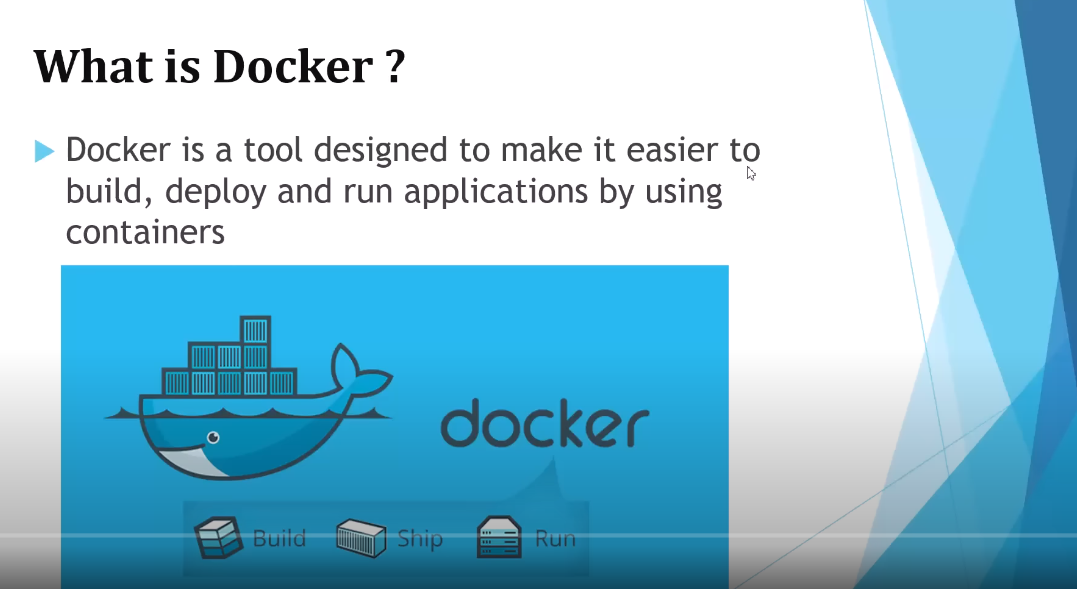 What is Docker ?
Docker is a tool designed to make it easier to
build, deploy and run applications by using
containers
docker
Build Ship Run